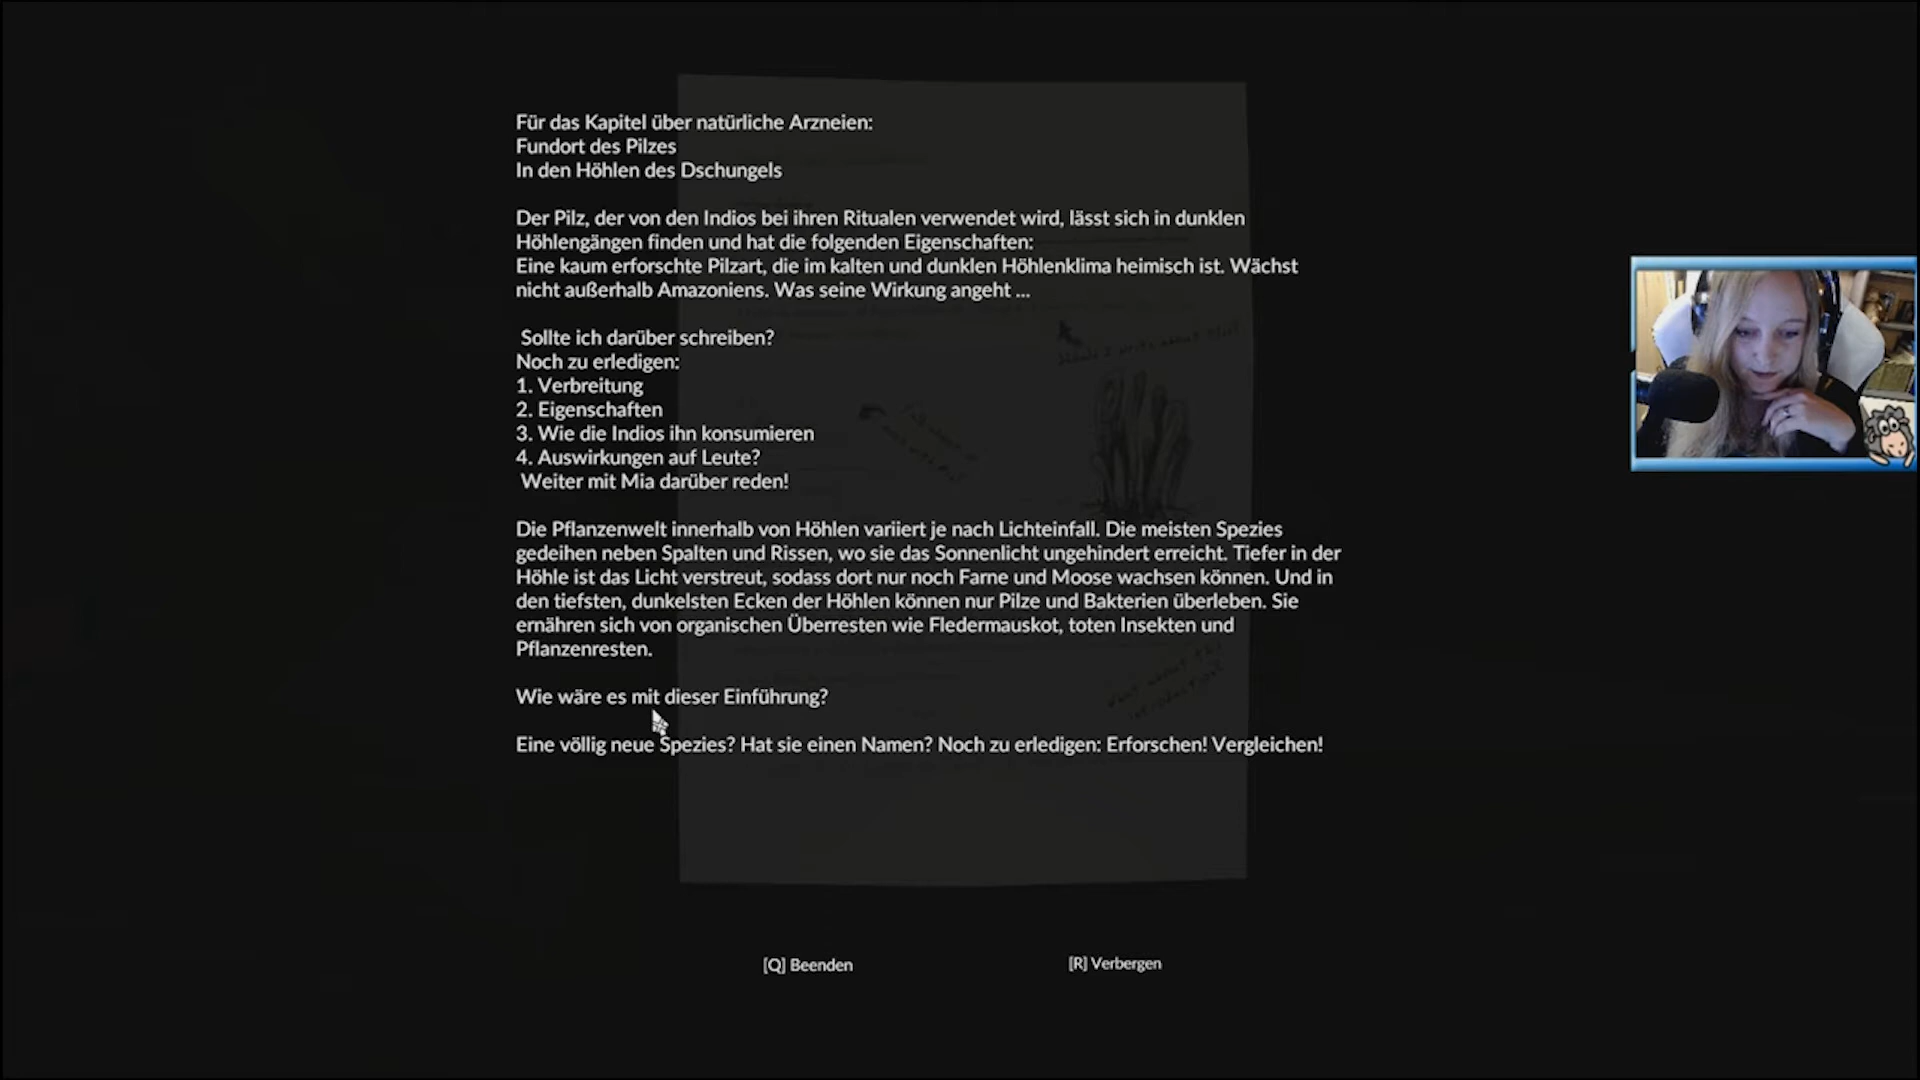 Für das Kapitel über natürliche Arzneien:
Fundort des Pilzes
In den Höhlen des Dschungels
Der Pilz, der von den Indios bei ihren Ritualen verwendet wird, lässt sich in dunklen
Höhlengängen finden und hat die folgenden Eigenschaften:
Eine kaum erforschte Pilzart, die im kalten und dunklen Höhlenklima heimisch ist. Wächst
nicht außerhalb Amazoniens. Was seine Wirkung angeht ...
Sollte ich darüber schreiben?
Noch zu erledigen:
1. Verbreitung
2. Eigenschaften
3. Wie die Indios ihn konsumieren
4. Auswirkungen auf Leute?
Weiter mit Mia darüber reden!
Die Pflanzenwelt innerhalb von Höhlen variiert je nach Lichteinfall. Die meisten Spezies
gedeihen neben Spalten und Rissen, wo sie das Sonnenlicht ungehindert erreicht. Tiefer in der
Höhle ist das Licht verstreut, sodass dort nur noch Farne und Moose wachsen können. Und in
den tiefsten, dunkelsten Ecken der Höhlen können nur Pilze und Bakterien überleben. Sie
ernähren sich von organischen Überresten wie Fledermauskot, toten Insekten und
Pflanzenresten.
Wie wäre es mit dieser Einführung?
Eine völlig neue Spezies? Hat sie einen Namen? Noch zu erledigen: Erforschen! Vergleichen!
[Q] Beenden
[R] Verbergen